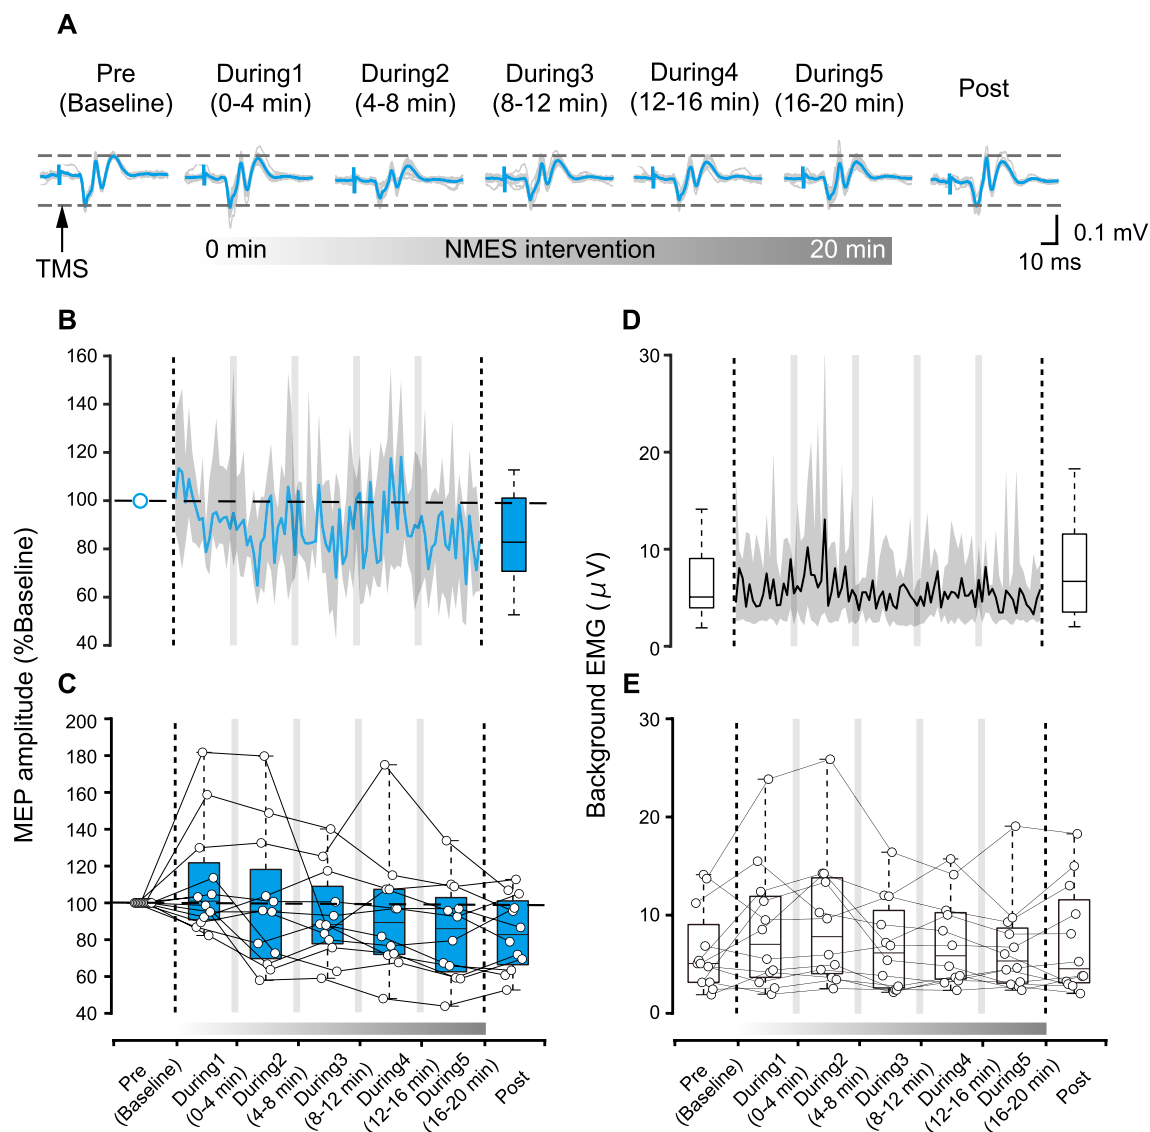 A
Pre
(Baseline)
During1
(0-4 min)
During2
(4-8 min)
During3
(8-12 min)
During4
(12-16 min)
During5
(16-20 min)
Post
TMS
0 min
NMES intervention
20 min
0.1 mV
10 ms
B
MEP amplitude (%Baseline)
160
140
120
100
80
60
40
D
Background EMG (μV)
30
20
10
0
C
200
180
160
140
120
100
80
60
40
Pre
(Baseline)
During1
(0-4 min)
During2
(4-8 min)
During3
(8-12 min)
During4
(12-16 min)
During5
(16-20 min)
Post
E
30
20
10
0
Pre
(Baseline)
During1
(0-4 min)
During2
(4-8 min)
During3
(8-12 min)
During4
(12-16 min)
During5
(16-20 min)
Post